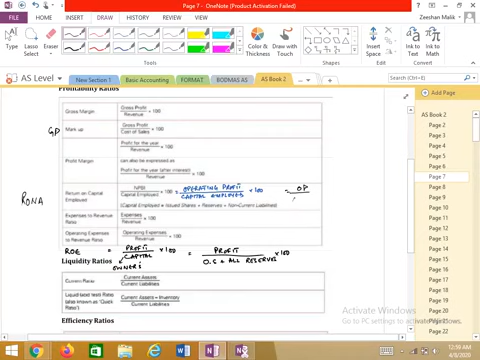 Page 7 - OneNote (Product Activation Failed)
Zeeshan Malik
FILE HOME INSERT DRAW HISTORY REVIEW VIEW
Type Lasso Select Eraser Color & Thickness Draw with Touch Shapes Insert Space Ink to Text Ink to Math
Tools Shapes Edit Convert
AS Level New Section 1 Basic Accounting FORMAT BODMAS AS AS Book 2 Search (Ctrl+E)
Add Page
AS Book 2
Page 2
Page 3
Page 4
Page 5
Page 6
Page 7
Page 8
Page 9
Page 10
Page 11
Page 12
Page 13
Page 14
Page 15
Page 16
Page 17
Page 18
Page 19
Page 20
Page 21
Page 22
Profitability Ratios
Gross Margin Gross Profit / Revenue × 100
GP Mark up Gross Profit / Cost of Sales × 100
Profit for the year / Revenue × 100
Profit Margin can also be expressed as
Profit for the year (after interest) / Revenue × 100
RONA Return on Capital Employed NPBI / Capital Employed × 100 = OPERATING PROFIT / CAPITAL EMPLOYED × 100 = OP
(Capital Employed = Issued Shares + Reserves + Non-Current Liabilities)
Expenses to Revenue Ratio Expenses / Revenue × 100
Operating Expenses to Revenue Ratio Operating Expenses / Revenue × 100
ROE = PROFIT / CAPITAL × 100 = PROFIT / O.S + ALL RESERVE × 100
OWNERS
Liquidity Ratios
Current Ratio Current Assets / Current Liabilities
Liquid (acid test) Ratio (also known as 'Quick Ratio') Current Assets – Inventory / Current Liabilities
Efficiency Ratios
Activate Windows
Go to PC settings to activate Windows.
12:39 AM
4/8/2020